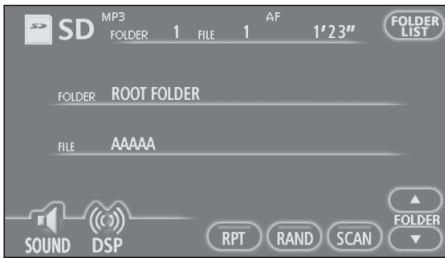 SD MP3 FOLDER 1 FILE 1 AF 1'23" FOLDER LIST
FOLDER ROOT FOLDER
FILE AAAAA
FOLDER
SOUND DSP RPT RAND SCAN